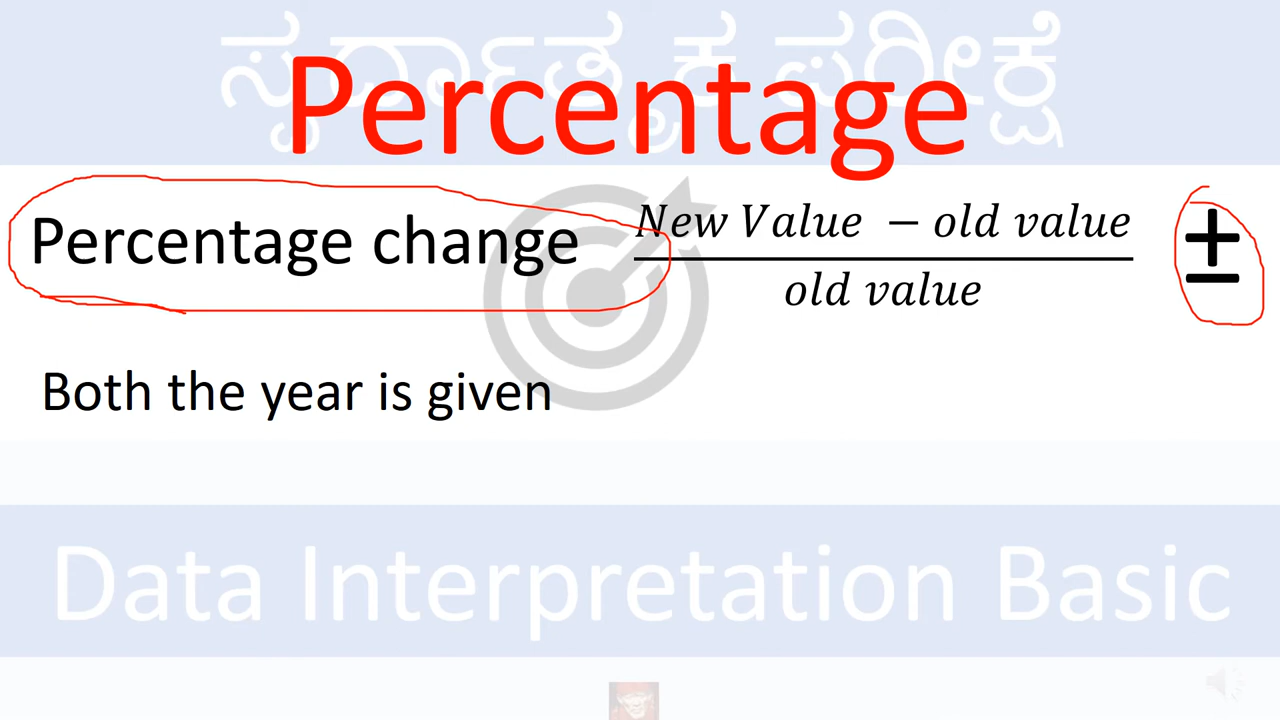 ಸ್ಪರ್ಧಾತ್ಮಕ ಪರೀಕ್ಷೆ
Percentage
Percentage change
New Value − old value
old value
±
Both the year is given
Data Interpretation Basic